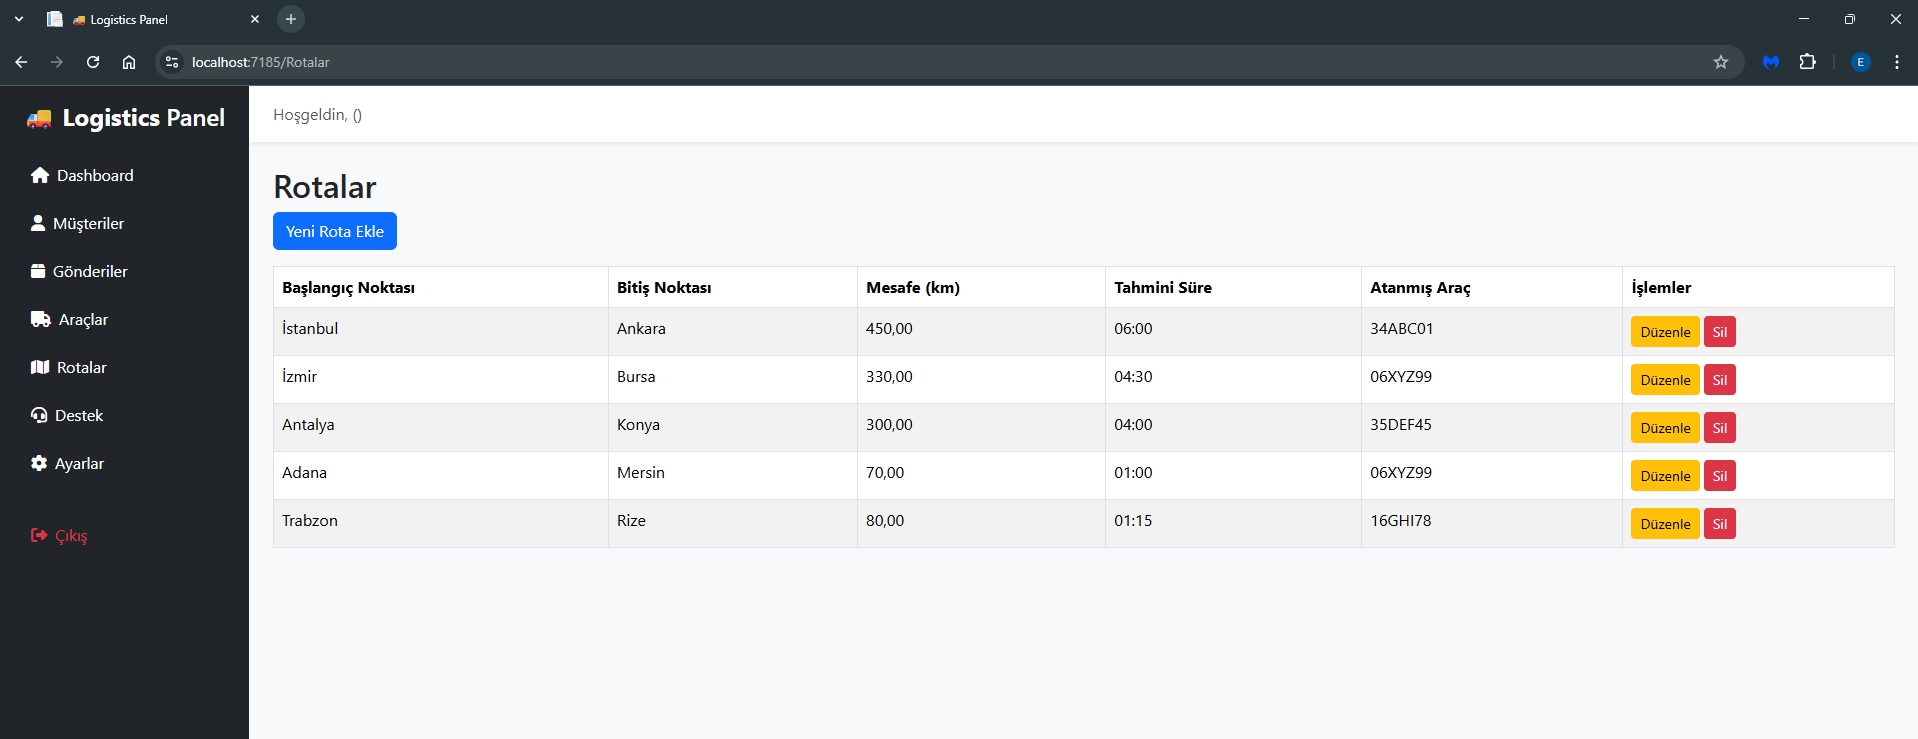 Logistics Panel
localhost:7185/Rotalar
E
Logistics Panel
Hoşgeldin, ()
Dashboard
Müşteriler
Gönderiler
Araçlar
Rotalar
Destek
Ayarlar
Çıkış
Rotalar
Yeni Rota Ekle
Başlangıç Noktası Bitiş Noktası Mesafe (km) Tahmini Süre Atanmış Araç İşlemler
İstanbul Ankara 450,00 06:00 34ABC01 Düzenle Sil
İzmir Bursa 330,00 04:30 06XYZ99 Düzenle Sil
Antalya Konya 300,00 04:00 35DEF45 Düzenle Sil
Adana Mersin 70,00 01:00 06XYZ99 Düzenle Sil
Trabzon Rize 80,00 01:15 16GHI78 Düzenle Sil